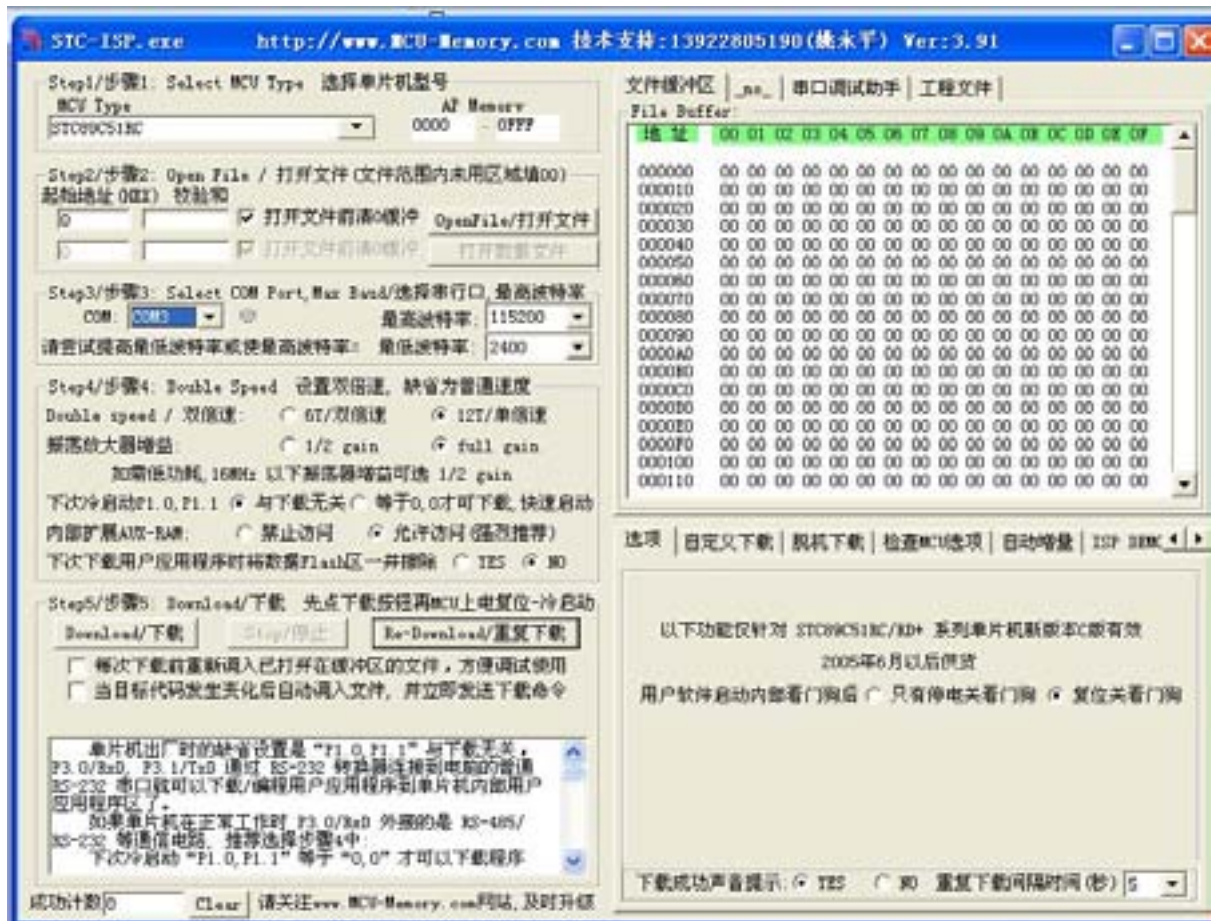 STC-ISP.exe http://www.MCU-Memory.com 技术支持:13922805190(姚永平) Ver:3.91
Step1/步骤1: Select MCU Type 选择单片机型号
MCU Type AP Memory
STC89C51RC 0000 - 0FFF
Step2/步骤2: Open File / 打开文件(文件范围内未用区域填00)
起始地址(HEX) 校验和
0 打开文件前清0缓冲 OpenFile/打开文件
0 打开文件前清0缓冲 打开数据文件
Step3/步骤3: Select COM Port,Max Baud/选择串行口,最高波特率
COM: COM3 最高波特率: 115200
请尝试提高最低波特率或使最高波特率= 最低波特率: 2400
Step4/步骤4: Double Speed 设置双倍速, 缺省为普通速度
Double speed / 双倍速: 6T/双倍速 12T/单倍速
振荡放大器增益: 1/2 gain full gain
如需低功耗,16MHz 以下振荡器增益可选 1/2 gain
下次冷启动P1.0,P1.1 与下载无关 等于0,0才可下载,快速启动
内部扩展AUX-RAM: 禁止访问 允许访问(强烈推荐)
下次下载用户应用程序时将数据Flash区一并擦除 YES NO
Step5/步骤5: Download/下载 先点下载按钮再MCU上电复位-冷启动
Download/下载 Stop/停止 Re-Download/重复下载
每次下载前重新调入已打开在缓冲区的文件，方便调试使用
当目标代码发生变化后自动调入文件，并立即发送下载命令
单片机出厂时的缺省设置是 “P1.0,P1.1” 与下载无关，
P3.0/RxD, P3.1/TxD 通过 RS-232 转换器连接到电脑的普通
RS-232 串口就可以下载/编程用户应用程序到单片机内部用户
应用程序区了。
如果单片机在正常工作时 P3.0/RxD 外接的是 RS-485/
RS-232 等通信电路, 推荐选择步骤4中:
下次冷启动 “P1.0,P1.1” 等于 “0,0” 才可以下载程序
成功计数 0 Clear 请关注www.MCU-Memory.com网站,及时升级
文件缓冲区 _no_ 串口调试助手 工程文件
File Buffer:
地 址 00 01 02 03 04 05 06 07 08 09 0A 0B 0C 0D 0E 0F
000000 00 00 00 00 00 00 00 00 00 00 00 00 00 00 00 00
000010 00 00 00 00 00 00 00 00 00 00 00 00 00 00 00 00
000020 00 00 00 00 00 00 00 00 00 00 00 00 00 00 00 00
000030 00 00 00 00 00 00 00 00 00 00 00 00 00 00 00 00
000040 00 00 00 00 00 00 00 00 00 00 00 00 00 00 00 00
000050 00 00 00 00 00 00 00 00 00 00 00 00 00 00 00 00
000060 00 00 00 00 00 00 00 00 00 00 00 00 00 00 00 00
000070 00 00 00 00 00 00 00 00 00 00 00 00 00 00 00 00
000080 00 00 00 00 00 00 00 00 00 00 00 00 00 00 00 00
000090 00 00 00 00 00 00 00 00 00 00 00 00 00 00 00 00
0000A0 00 00 00 00 00 00 00 00 00 00 00 00 00 00 00 00
0000B0 00 00 00 00 00 00 00 00 00 00 00 00 00 00 00 00
0000C0 00 00 00 00 00 00 00 00 00 00 00 00 00 00 00 00
0000D0 00 00 00 00 00 00 00 00 00 00 00 00 00 00 00 00
0000E0 00 00 00 00 00 00 00 00 00 00 00 00 00 00 00 00
0000F0 00 00 00 00 00 00 00 00 00 00 00 00 00 00 00 00
000100 00 00 00 00 00 00 00 00 00 00 00 00 00 00 00 00
000110 00 00 00 00 00 00 00 00 00 00 00 00 00 00 00 00
选项 自定义下载 脱机下载 检查MCU选项 自动增量 ISP DEMO
以下功能仅针对 STC89C51RC/RD+ 系列单片机新版本C版有效
2005年6月以后供货
用户软件启动内部看门狗后 只有停电关看门狗 复位关看门狗
下载成功声音提示: YES NO 重复下载间隔时间(秒) 5